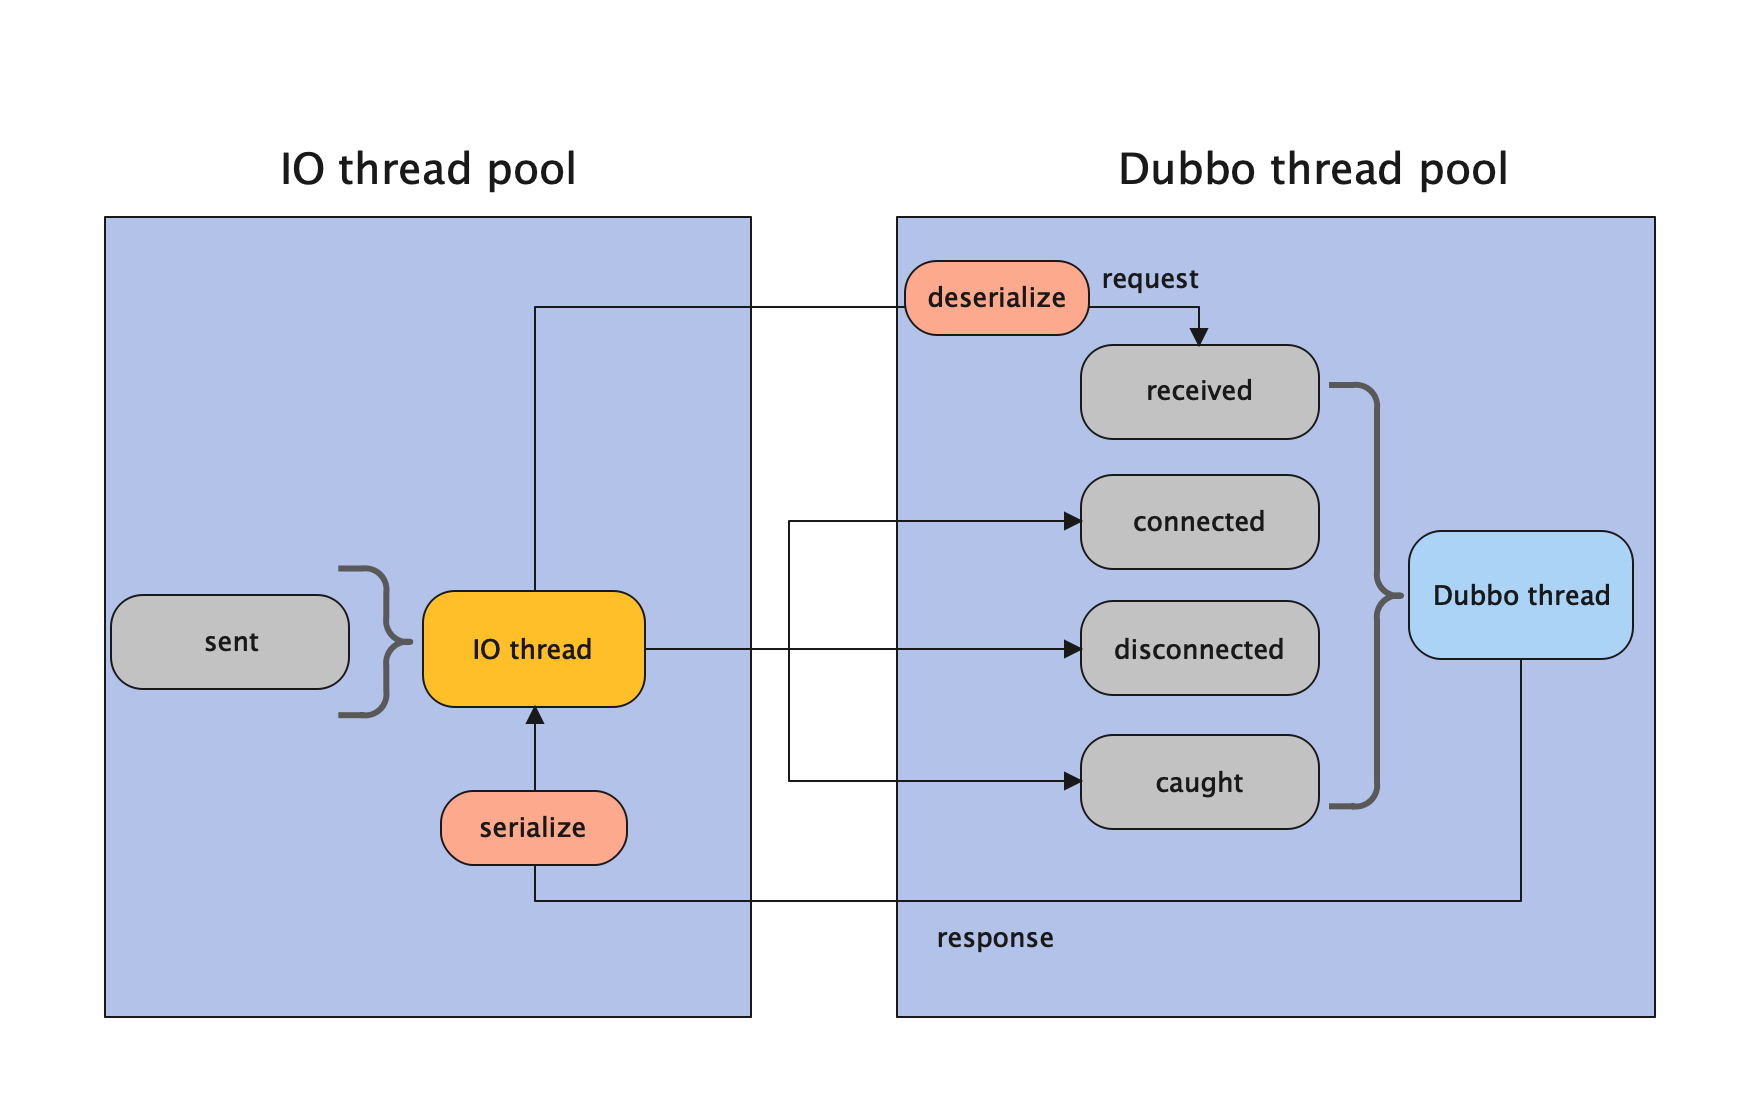 IO thread pool
Dubbo thread pool
deserialize
request
received
connected
sent
IO thread
disconnected
Dubbo thread
caught
serialize
response